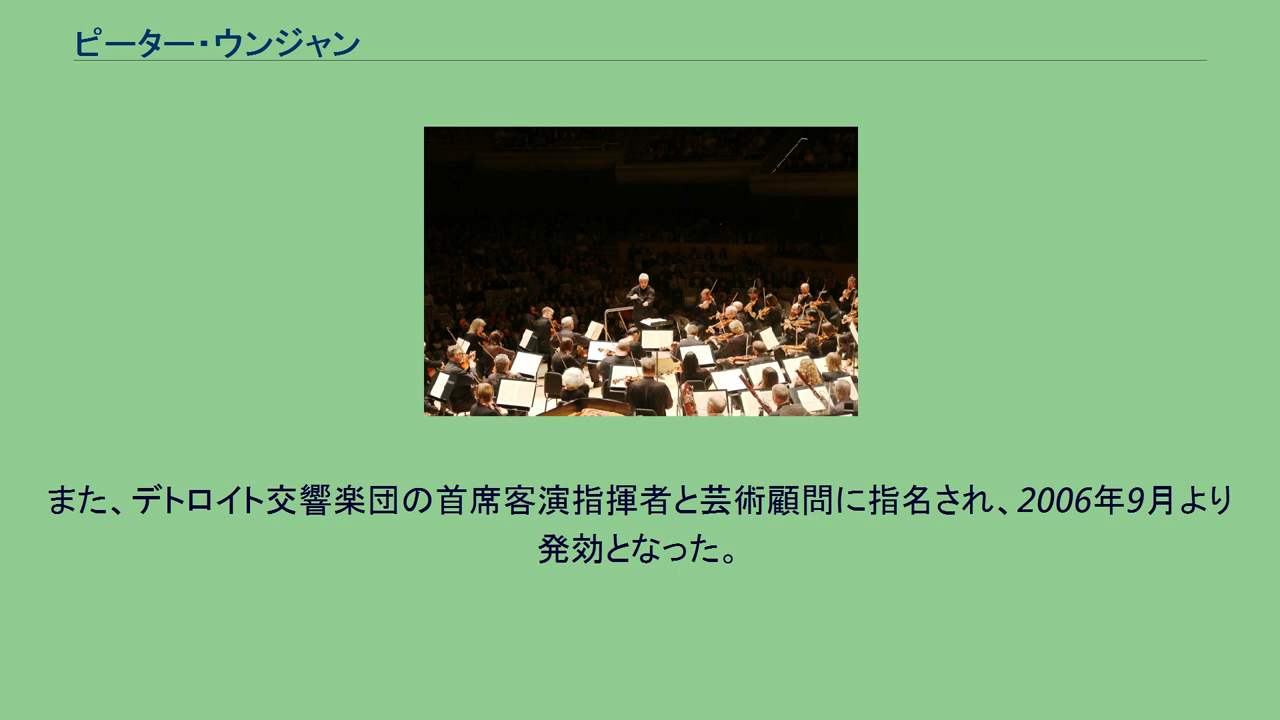 ピーター・ウンジャン
また、デトロイト交響楽団の首席客演指揮者と芸術顧問に指名され、2006年9月より
発効となった。